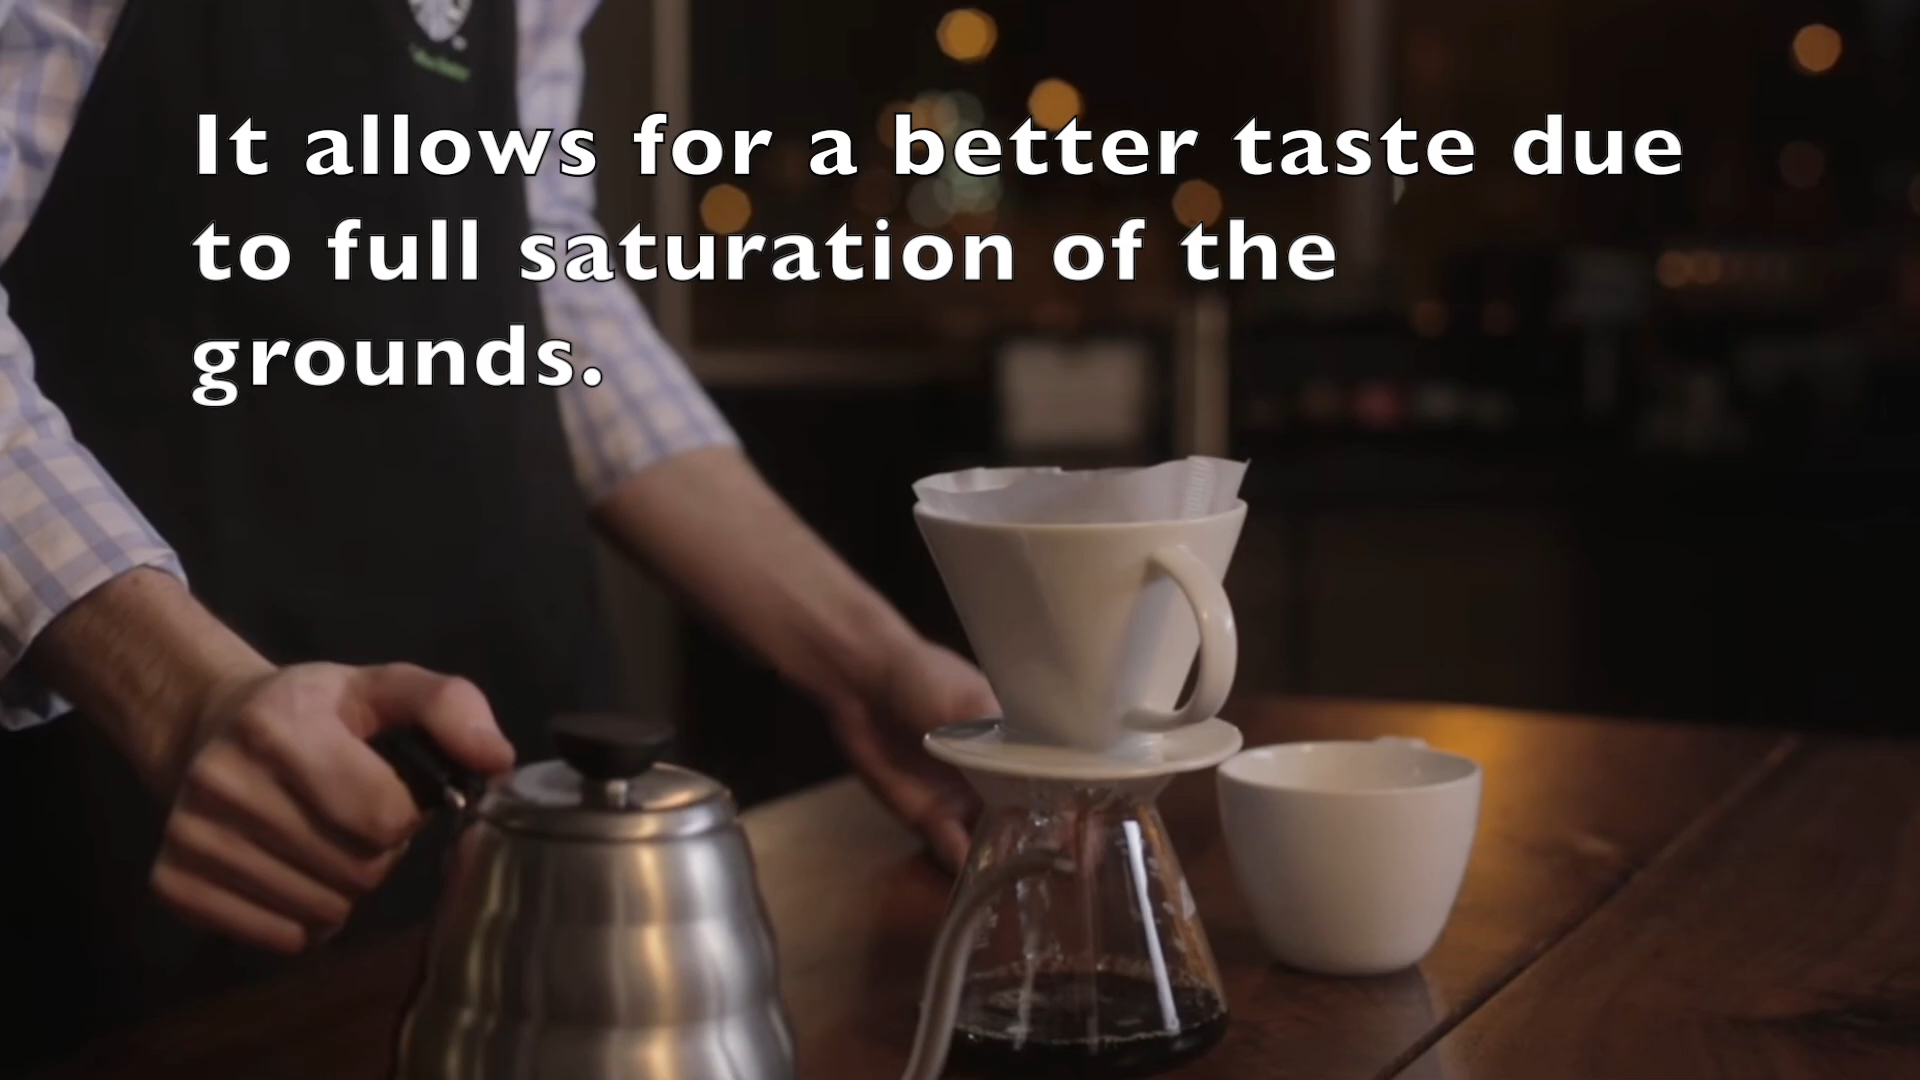 It allows for a better taste due
to full saturation of the
grounds.